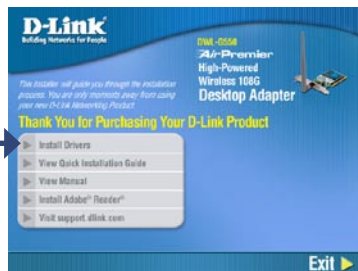 D-Link
Building Networks for People
DWL-G550
AirPremier
High-Powered
Wireless 108G
Desktop Adapter
This Installer will guide you through the installation
process. You are only moments away from using
your new D-Link Networking Product
Thank You for Purchasing Your D-Link Product
Install Drivers
View Quick Installation Guide
View Manual
Install Adobe® Reader®
Visit support.dlink.com
Exit